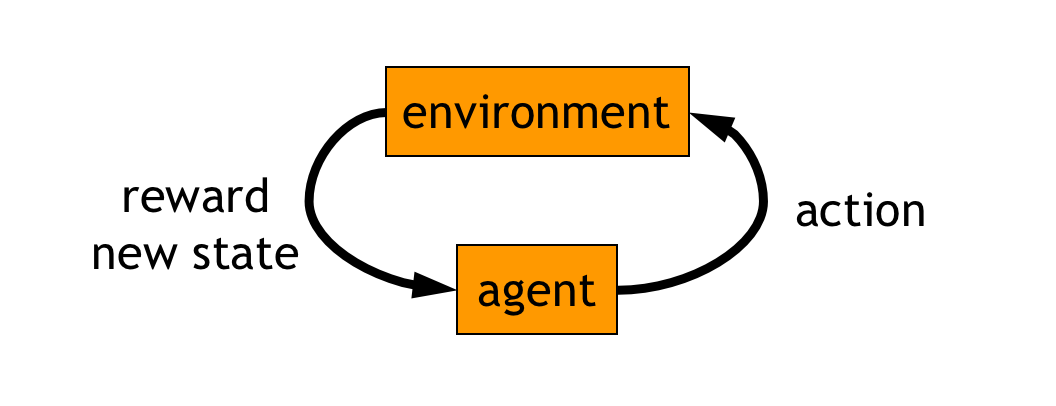 environment
reward
new state
action
agent